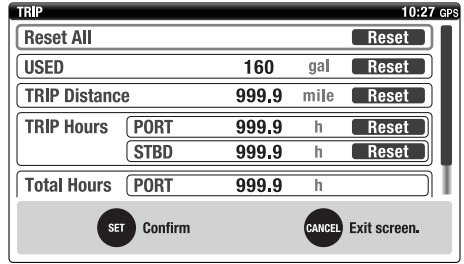 TRIP 10:27 GPS
Reset All Reset
USED 160 gal Reset
TRIP Distance 999.9 mile Reset
TRIP Hours PORT 999.9 h Reset
STBD 999.9 h Reset
Total Hours PORT 999.9 h
SET Confirm CANCEL Exit screen.